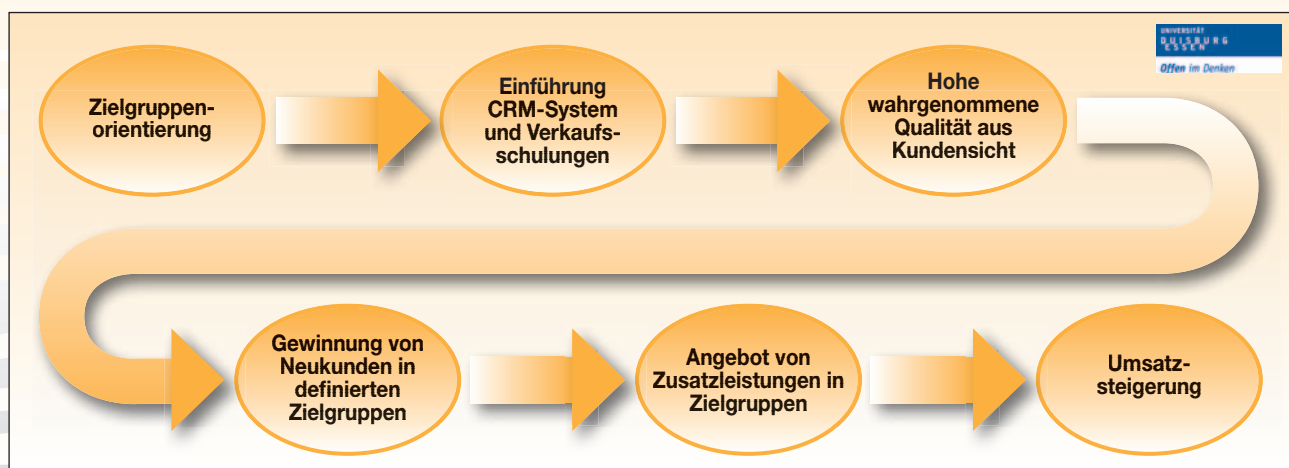 UNIVERSITÄT
DUISBURG
ESSEN
Offen im Denken
Zielgruppen-
orientierung
Einführung
CRM-System
und Verkaufs-
schulungen
Hohe
wahrgenommene
Qualität aus
Kundensicht
Gewinnung von
Neukunden in
definierten
Zielgruppen
Angebot von
Zusatzleistungen in
Zielgruppen
Umsatz-
steigerung